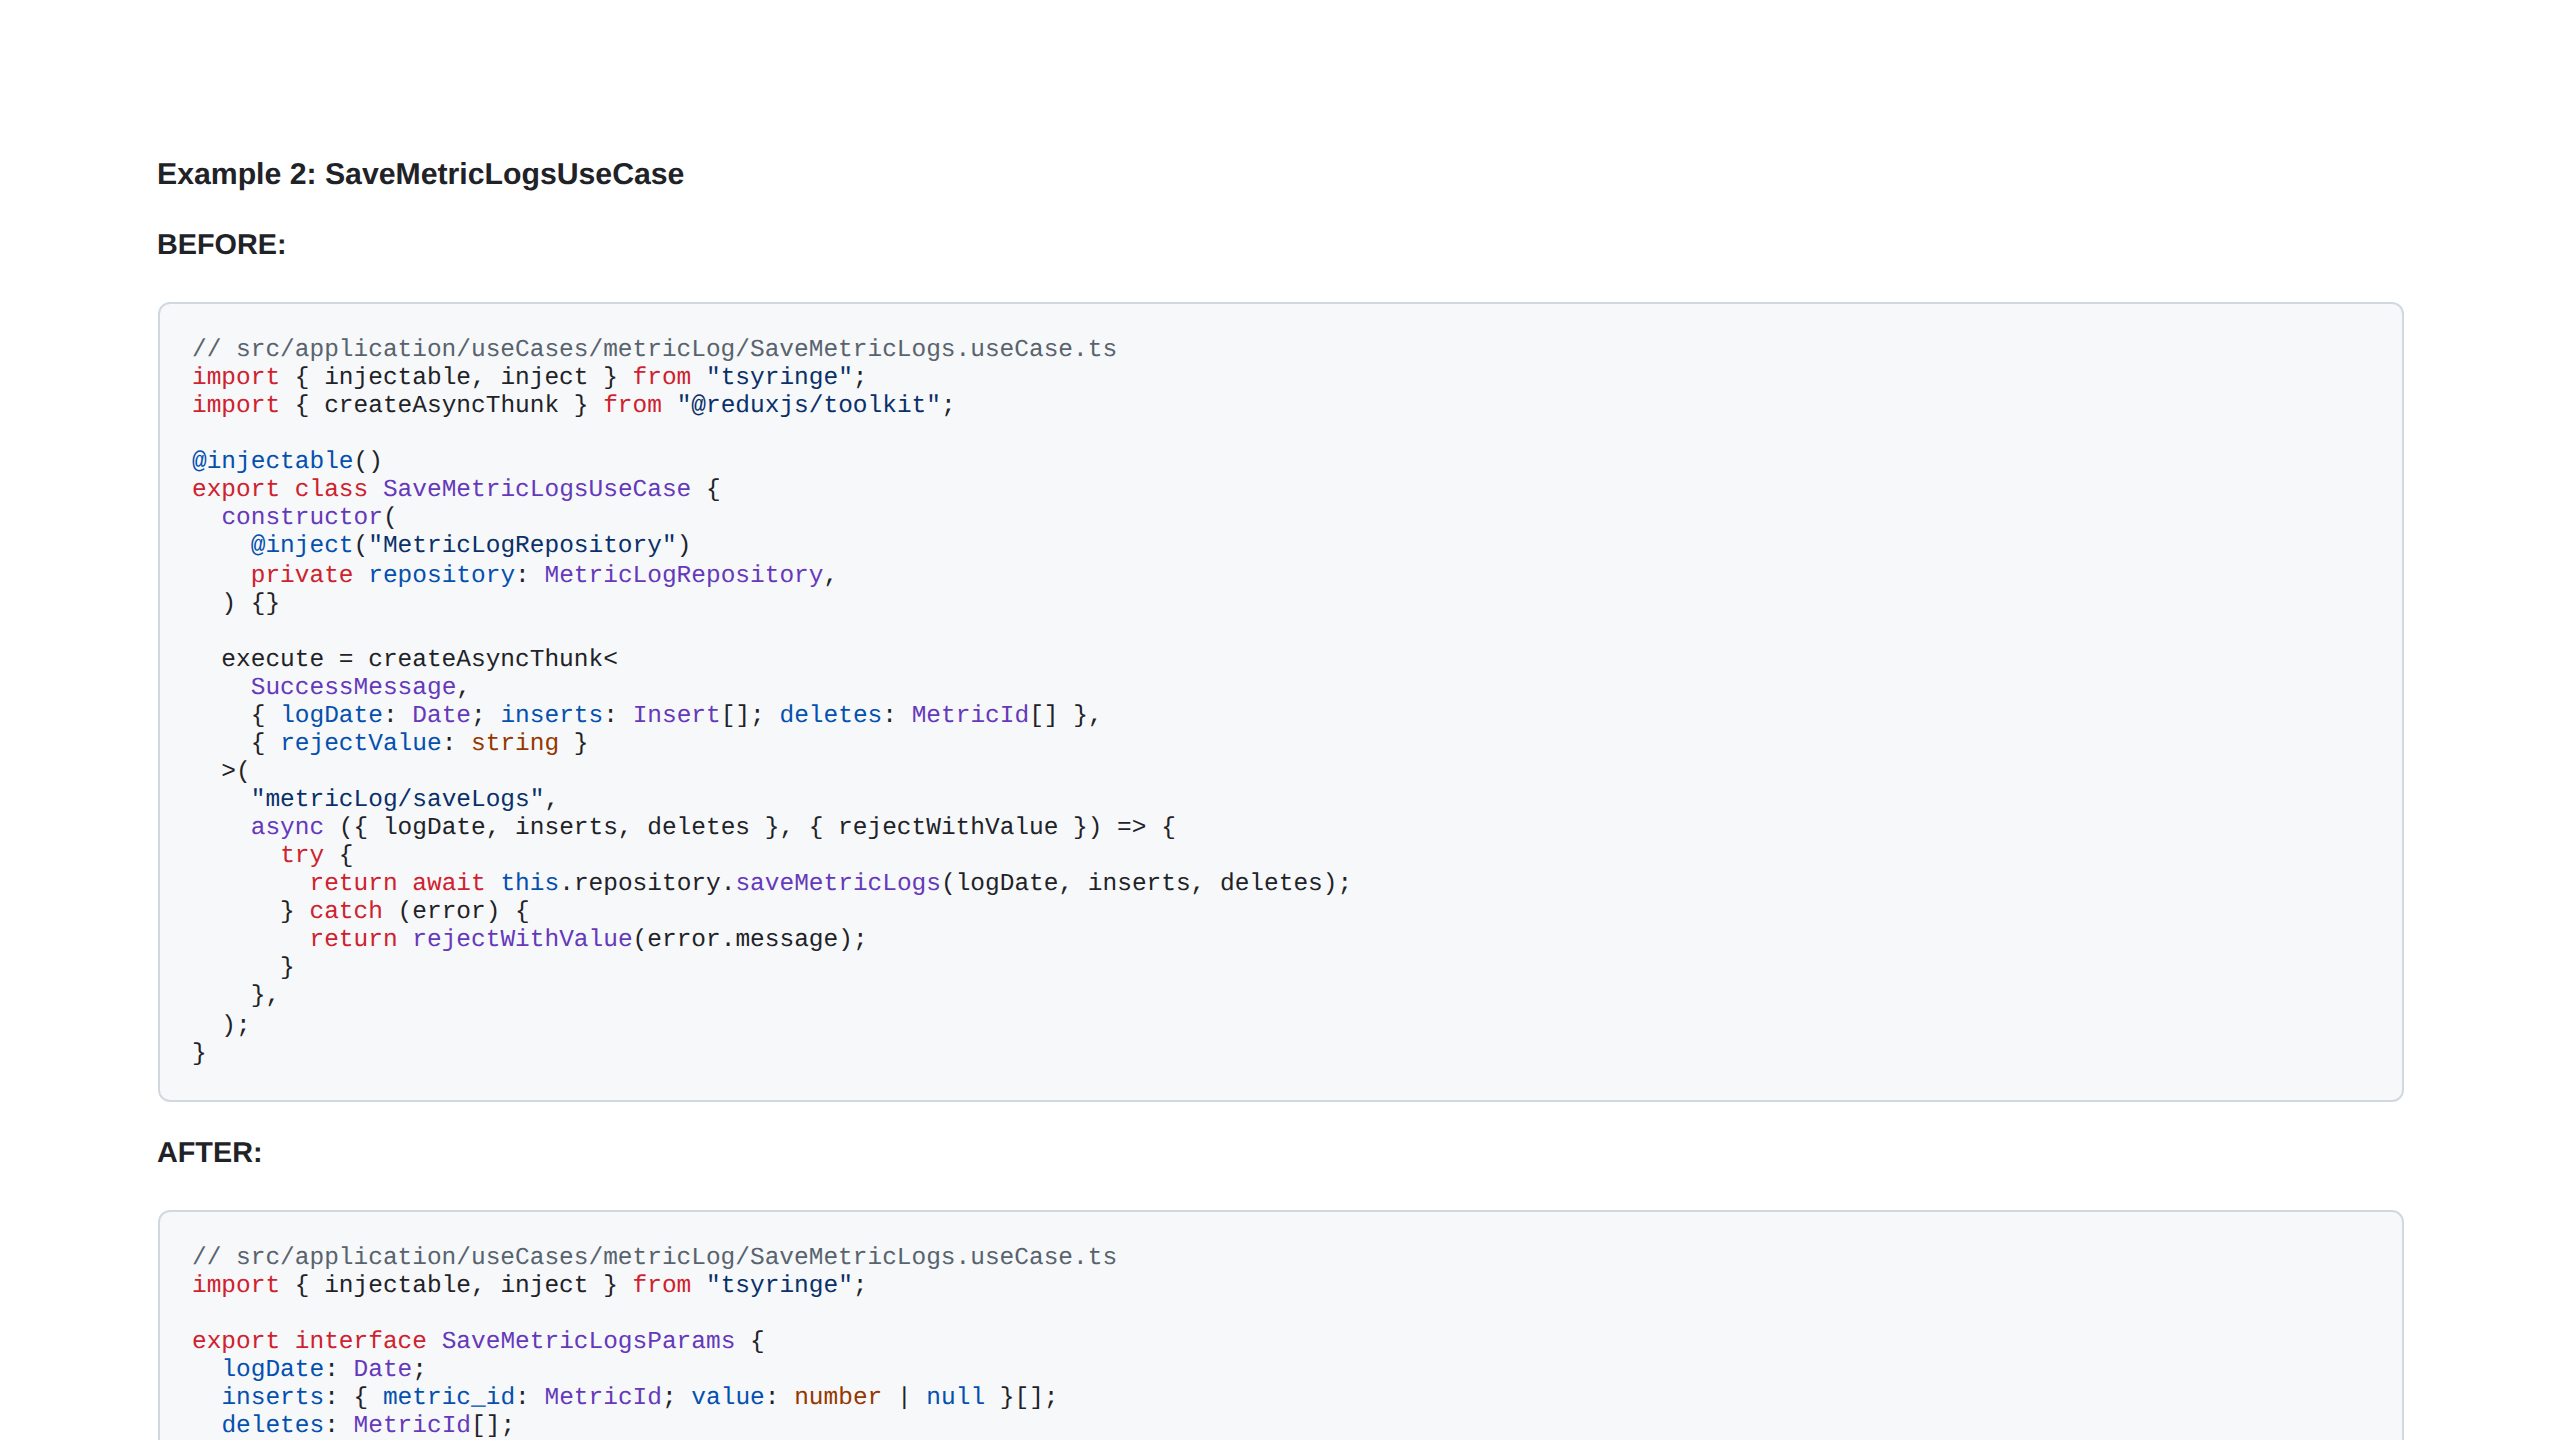 Example 2: SaveMetricLogsUseCase
BEFORE:
// src/application/useCases/metricLog/SaveMetricLogs.useCase.ts
import { injectable, inject } from "tsyringe";
import { createAsyncThunk } from "@reduxjs/toolkit";

@injectable()
export class SaveMetricLogsUseCase {
  constructor(
    @inject("MetricLogRepository")
    private repository: MetricLogRepository,
  ) {}

  execute = createAsyncThunk<
    SuccessMessage,
    { logDate: Date; inserts: Insert[]; deletes: MetricId[] },
    { rejectValue: string }
  >(
    "metricLog/saveLogs",
    async ({ logDate, inserts, deletes }, { rejectWithValue }) => {
      try {
        return await this.repository.saveMetricLogs(logDate, inserts, deletes);
      } catch (error) {
        return rejectWithValue(error.message);
      }
    },
  );
}
AFTER:
// src/application/useCases/metricLog/SaveMetricLogs.useCase.ts
import { injectable, inject } from "tsyringe";

export interface SaveMetricLogsParams {
  logDate: Date;
  inserts: { metric_id: MetricId; value: number | null }[];
  deletes: MetricId[];